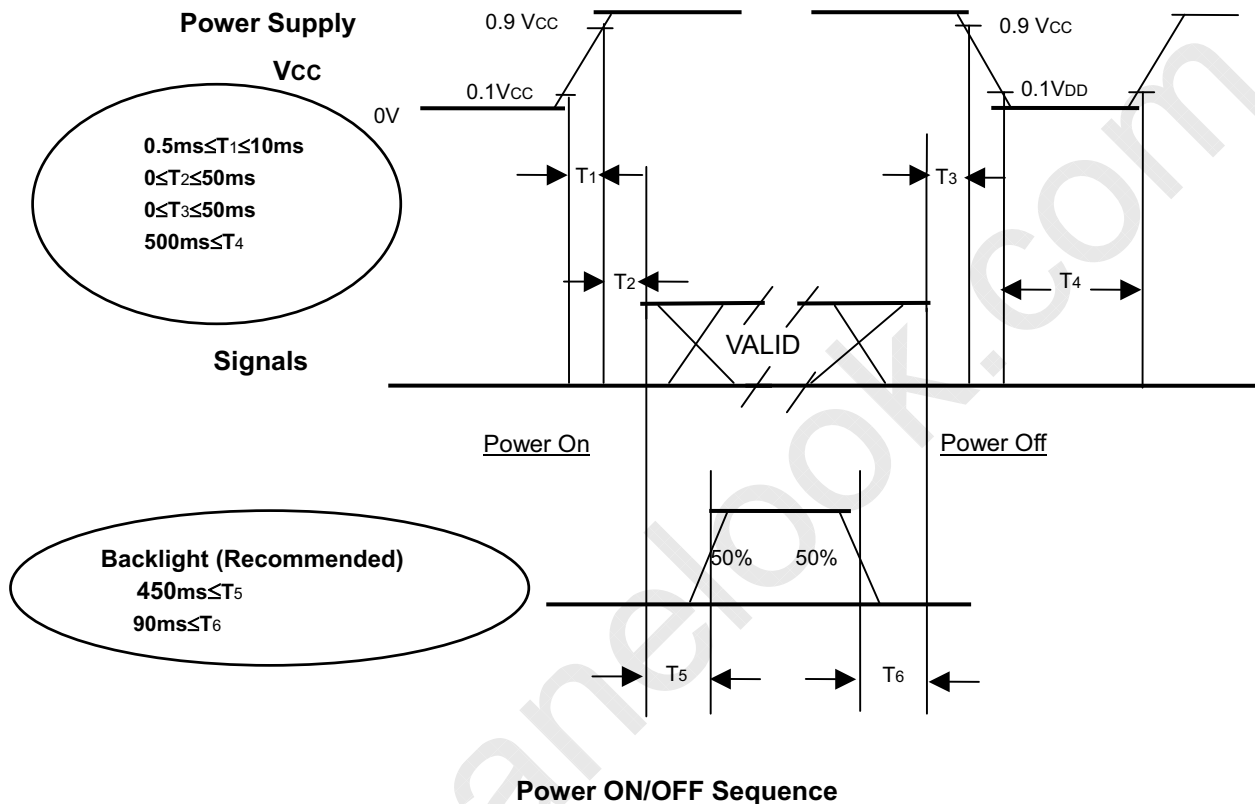 Power Supply
0.9 VCC
0.9 VCC
VCC
0.1VCC
0.1VDD
0V
0.5ms≤T1≤10ms
0≤T2≤50ms
0≤T3≤50ms
500ms≤T4
T1
T3
T2
T4
VALID
Signals
Power On
Power Off
Backlight (Recommended)
450ms≤T5
90ms≤T6
50%
50%
T5
T6
Power ON/OFF Sequence
anelook.com